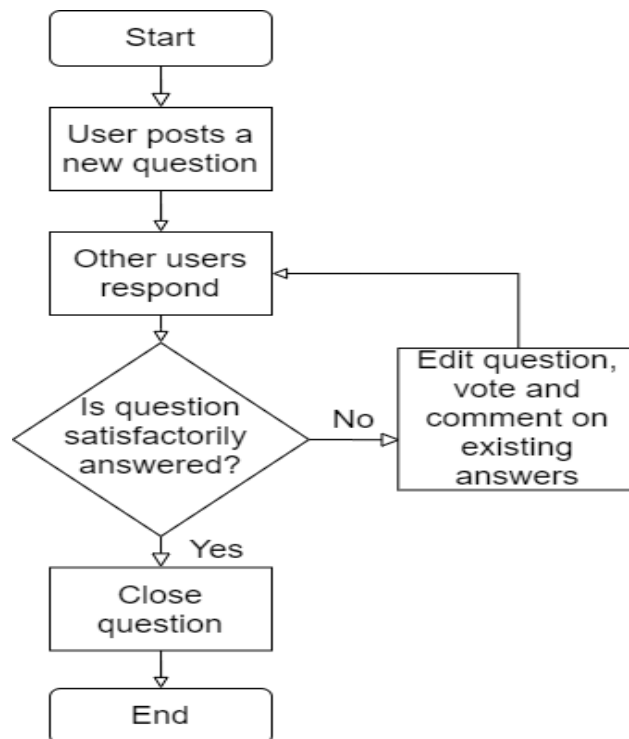 Start
User posts a
new question
Other users
respond
Is question
satisfactorily
answered?
No
Edit question,
vote and
comment on
existing
answers
Yes
Close
question
End